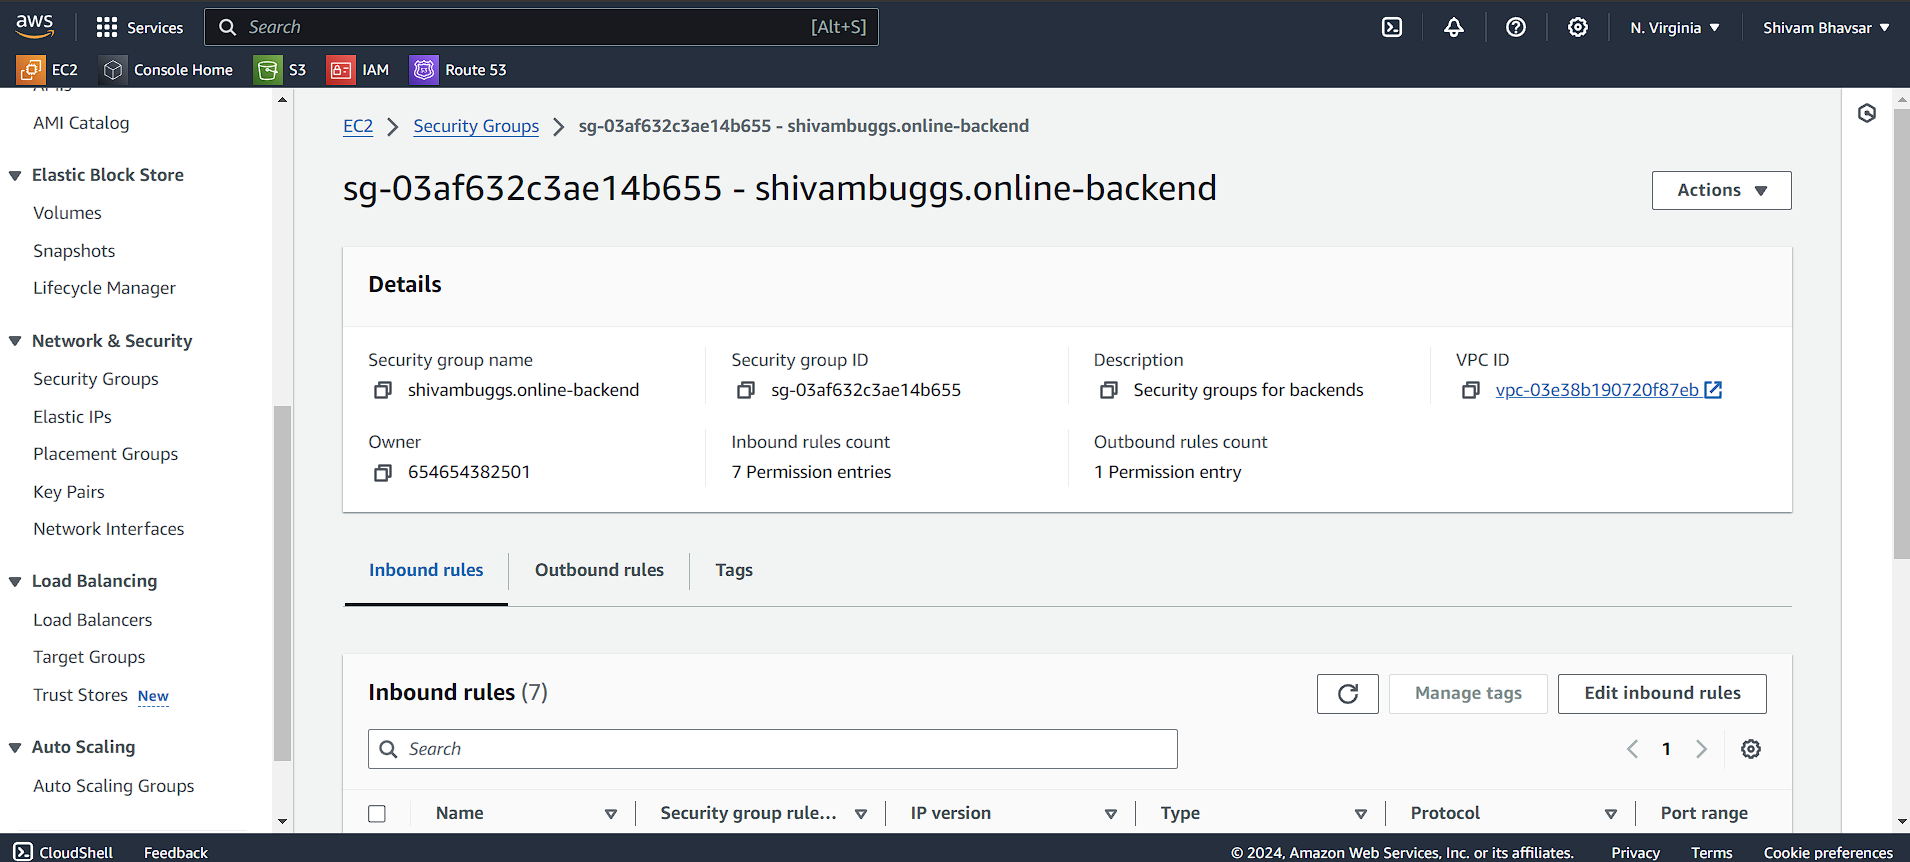 aws
Services
Search
[Alt+S]
N. Virginia
Shivam Bhavsar
EC2
Console Home
S3
IAM
Route 53
AMIs
AMI Catalog
Elastic Block Store
Volumes
Snapshots
Lifecycle Manager
Network & Security
Security Groups
Elastic IPs
Placement Groups
Key Pairs
Network Interfaces
Load Balancing
Load Balancers
Target Groups
Trust Stores New
Auto Scaling
Auto Scaling Groups
EC2
Security Groups
sg-03af632c3ae14b655 - shivambuggs.online-backend
sg-03af632c3ae14b655 - shivambuggs.online-backend
Actions
Details
Security group name
shivambuggs.online-backend
Security group ID
sg-03af632c3ae14b655
Description
Security groups for backends
VPC ID
vpc-03e38b190720f87eb
Owner
654654382501
Inbound rules count
7 Permission entries
Outbound rules count
1 Permission entry
Inbound rules
Outbound rules
Tags
Inbound rules (7)
Manage tags
Edit inbound rules
Search
1
Name
Security group rule...
IP version
Type
Protocol
Port range
CloudShell
Feedback
© 2024, Amazon Web Services, Inc. or its affiliates.
Privacy
Terms
Cookie preferences